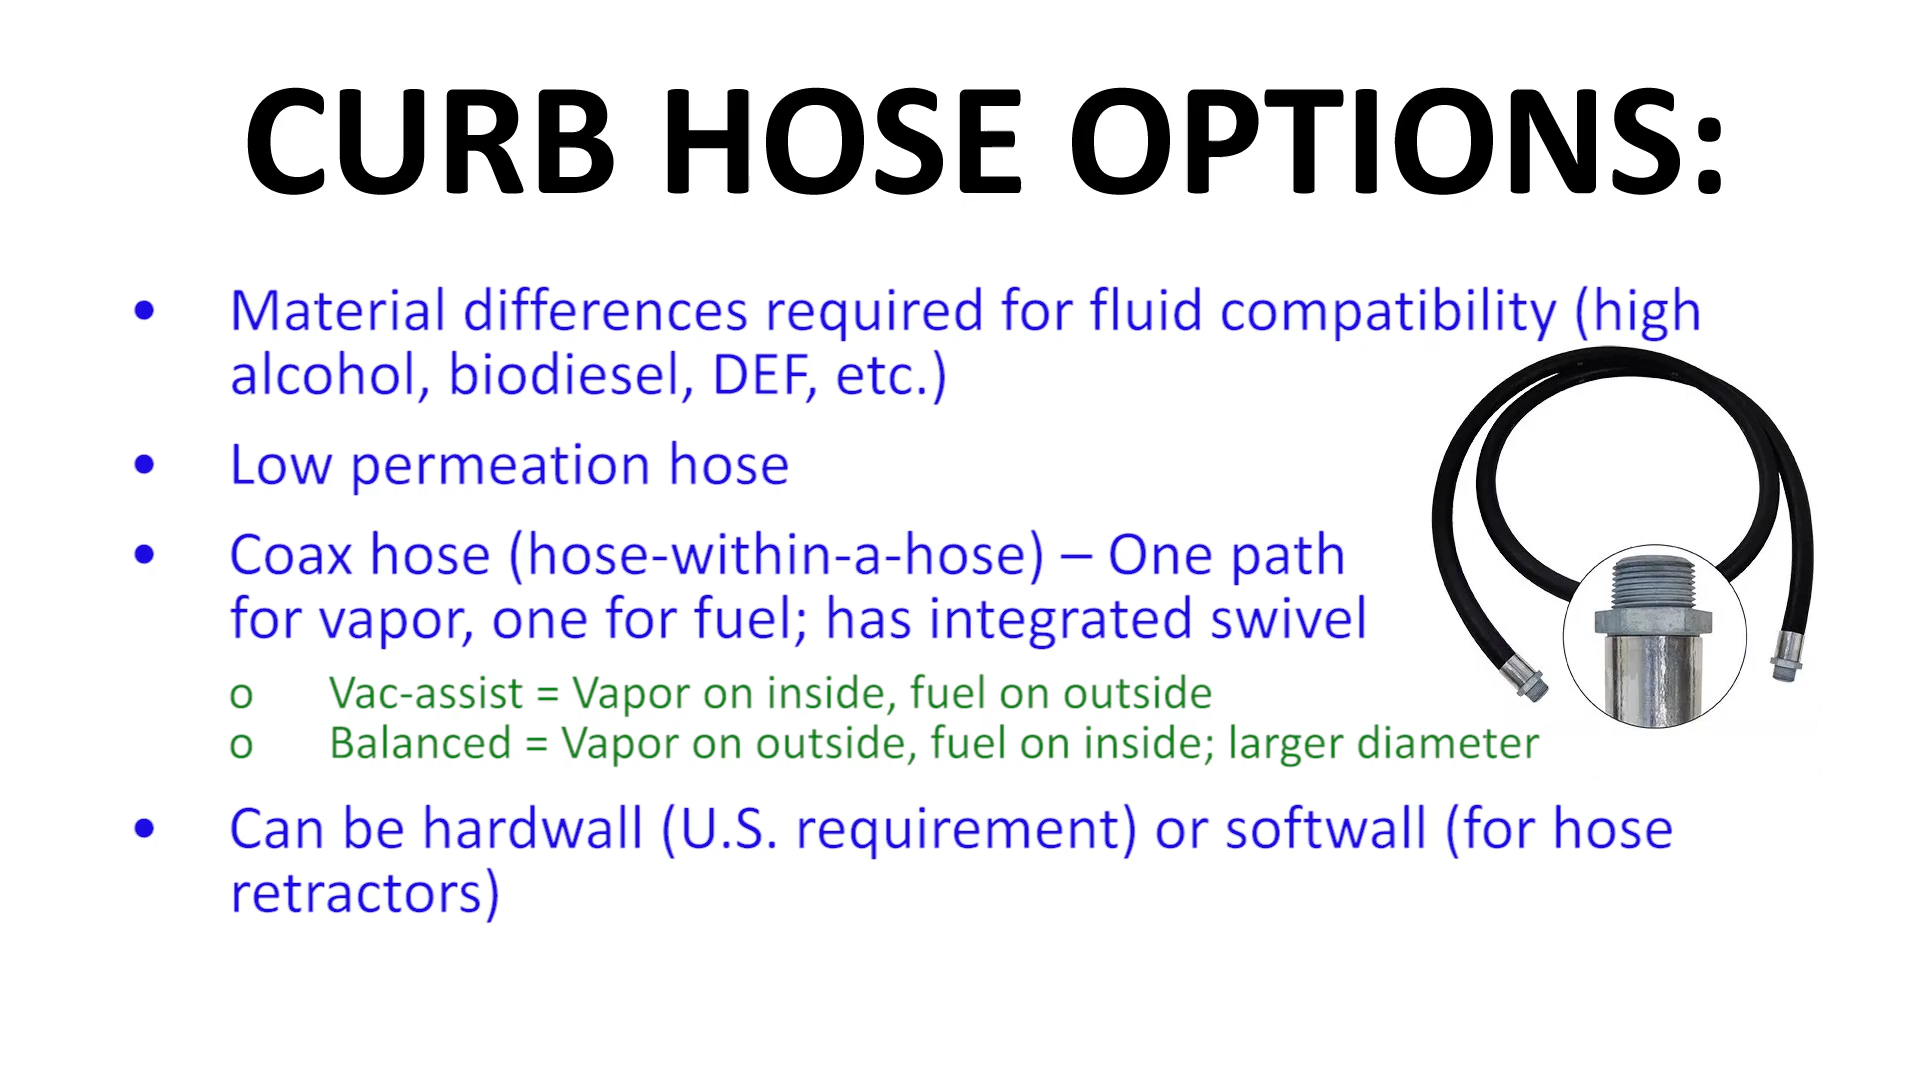 CURB HOSE OPTIONS:
• Material differences required for fluid compatibility (high
alcohol, biodiesel, DEF, etc.)
• Low permeation hose
• Coax hose (hose-within-a-hose) – One path
for vapor, one for fuel; has integrated swivel
o Vac-assist = Vapor on inside, fuel on outside
o Balanced = Vapor on outside, fuel on inside; larger diameter
• Can be hardwall (U.S. requirement) or softwall (for hose
retractors)